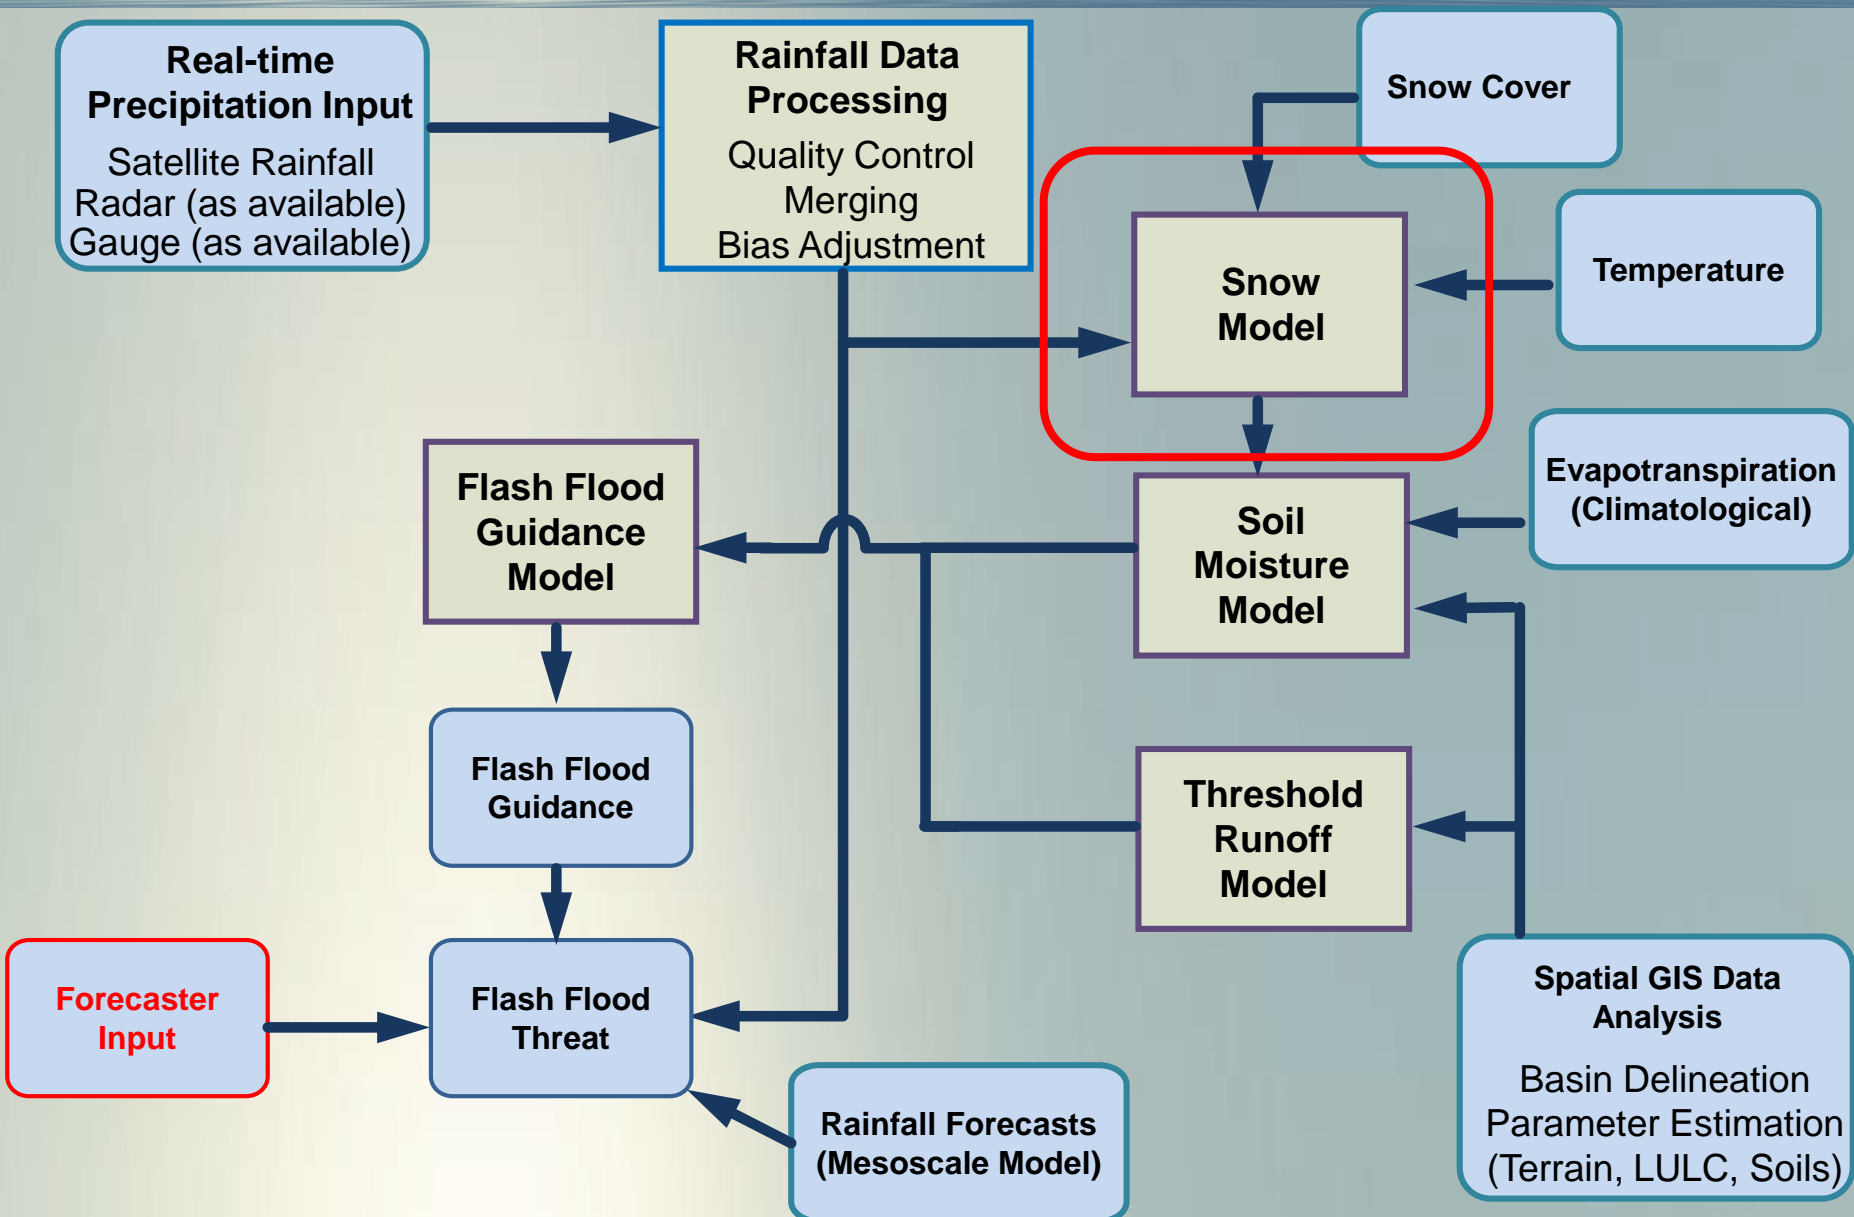 Real-time
Precipitation Input
Satellite Rainfall
Radar (as available)
Gauge (as available)
Rainfall Data
Processing
Quality Control
Merging
Bias Adjustment
Snow Cover
Snow
Model
Temperature
Evapotranspiration
(Climatological)
Flash Flood
Guidance
Model
Soil
Moisture
Model
Flash Flood
Guidance
Threshold
Runoff
Model
Forecaster
Input
Flash Flood
Threat
Rainfall Forecasts
(Mesoscale Model)
Spatial GIS Data
Analysis
Basin Delineation
Parameter Estimation
(Terrain, LULC, Soils)